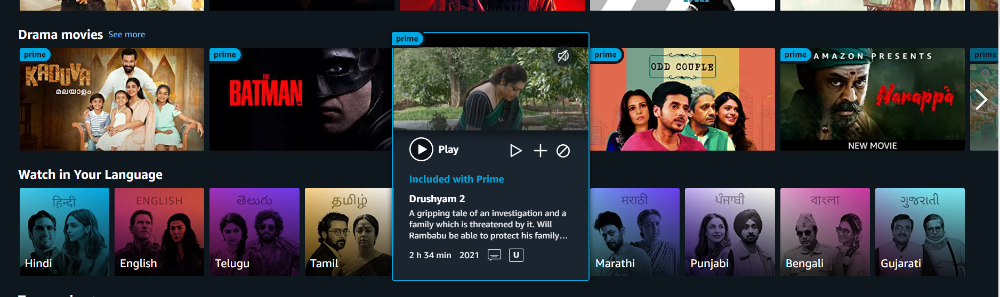 Drama movies See more
prime
KADUVA
മലയാളം
prime
THE
BATMAN
prime
prime video
Play
Included with Prime
Drushyam 2
A gripping tale of an investigation and a
family which is threatened by it. Will
Rambabu be able to protect his family...
2 h 34 min 2021 U
prime
ODD COUPLE
prime
AMAZON PRESENTS
Narappa
NEW MOVIE
prime
Watch in Your Language
हिन्दी
Hindi
ENGLISH
English
తెలుగు
Telugu
தமிழ்
Tamil
मराठी
Marathi
ਪੰਜਾਬੀ
Punjabi
বাংলা
Bengali
ગુજરાતી
Gujarati